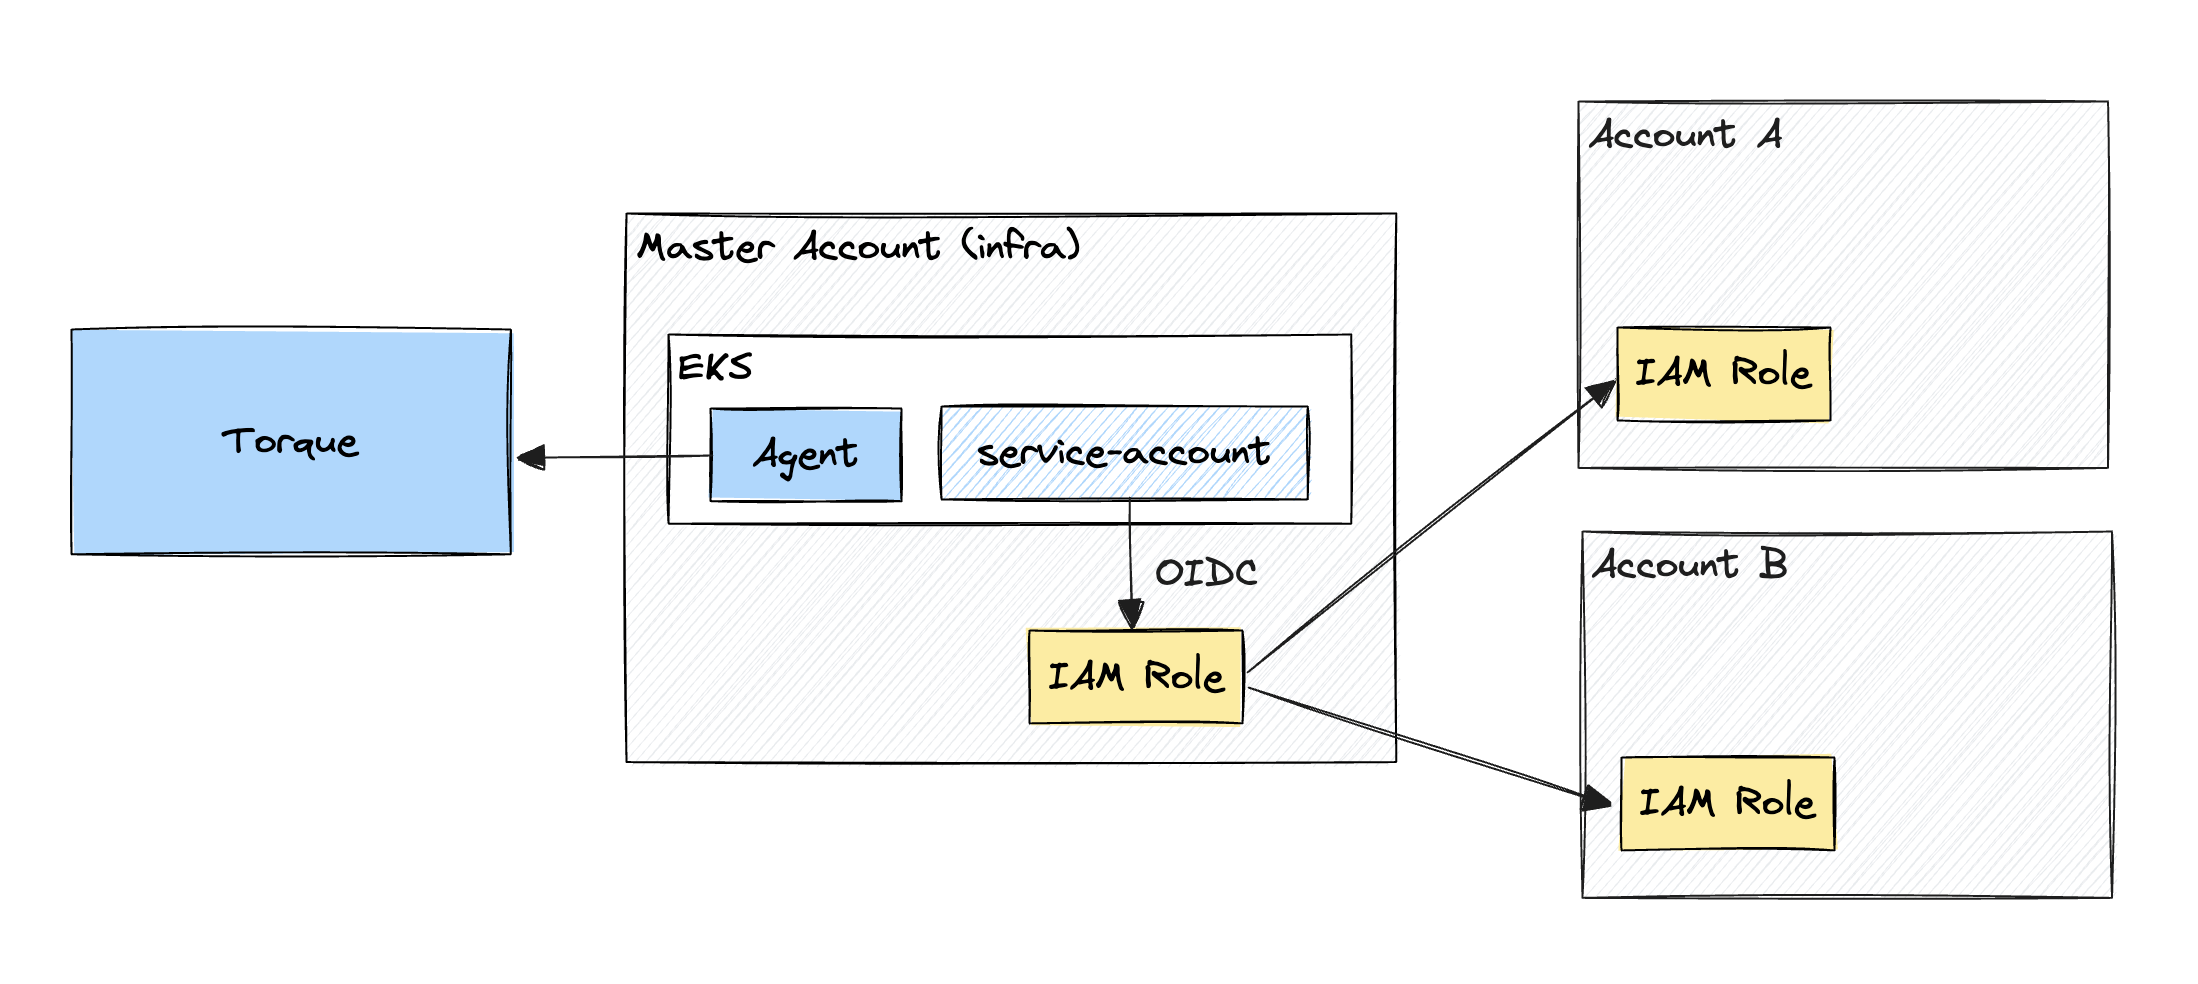 Torque
Master Account (infra)
EKS
Agent
service-account
OIDC
IAM Role
Account A
IAM Role
Account B
IAM Role